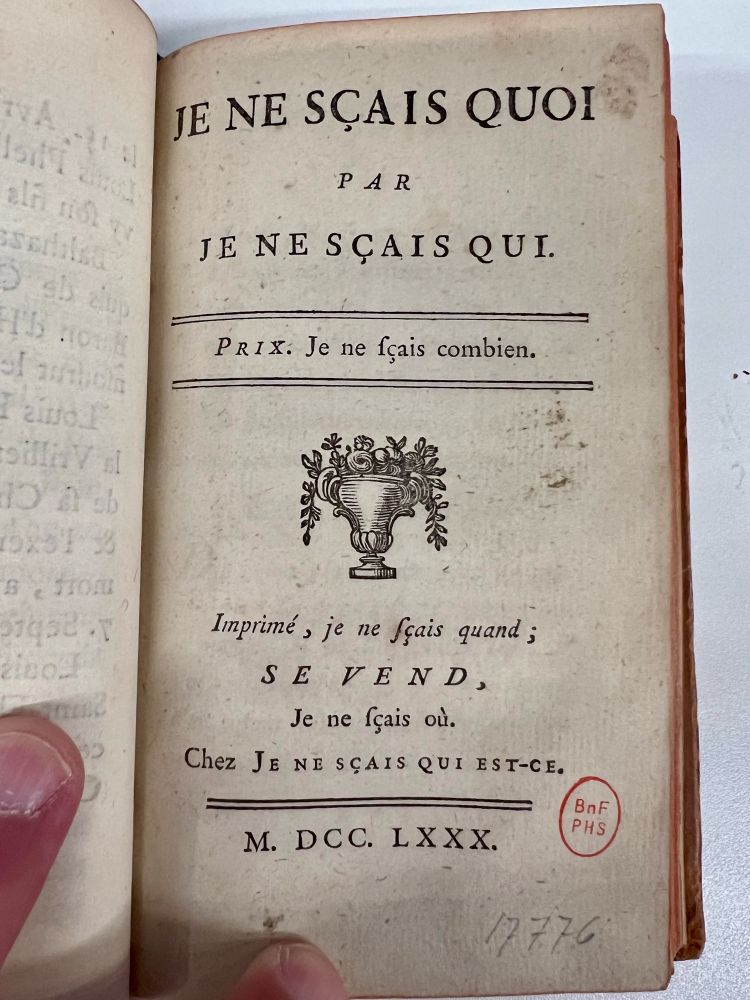 JE NE SÇAIS QUOI
PAR
JE NE SÇAIS QUI.
PRIX. Je ne ſçais combien.
Imprimé, je ne ſçais quand ;
SE VEND,
Je ne ſçais où.
Chez JE NE SÇAIS QUI EST-CE.
M. DCC. LXXX.
BnF
PHS
17776